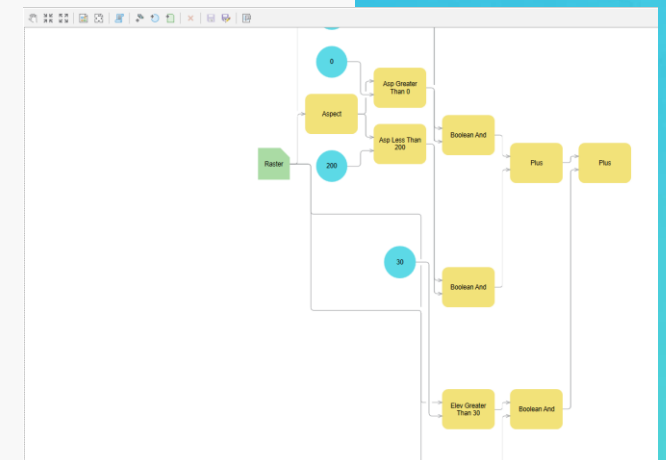 0
Asp Greater
Than 0
Aspect
Boolean And
Asp Less Than
200
Raster
200
Plus
Plus
30
Boolean And
Elev Greater
Than 30
Boolean And